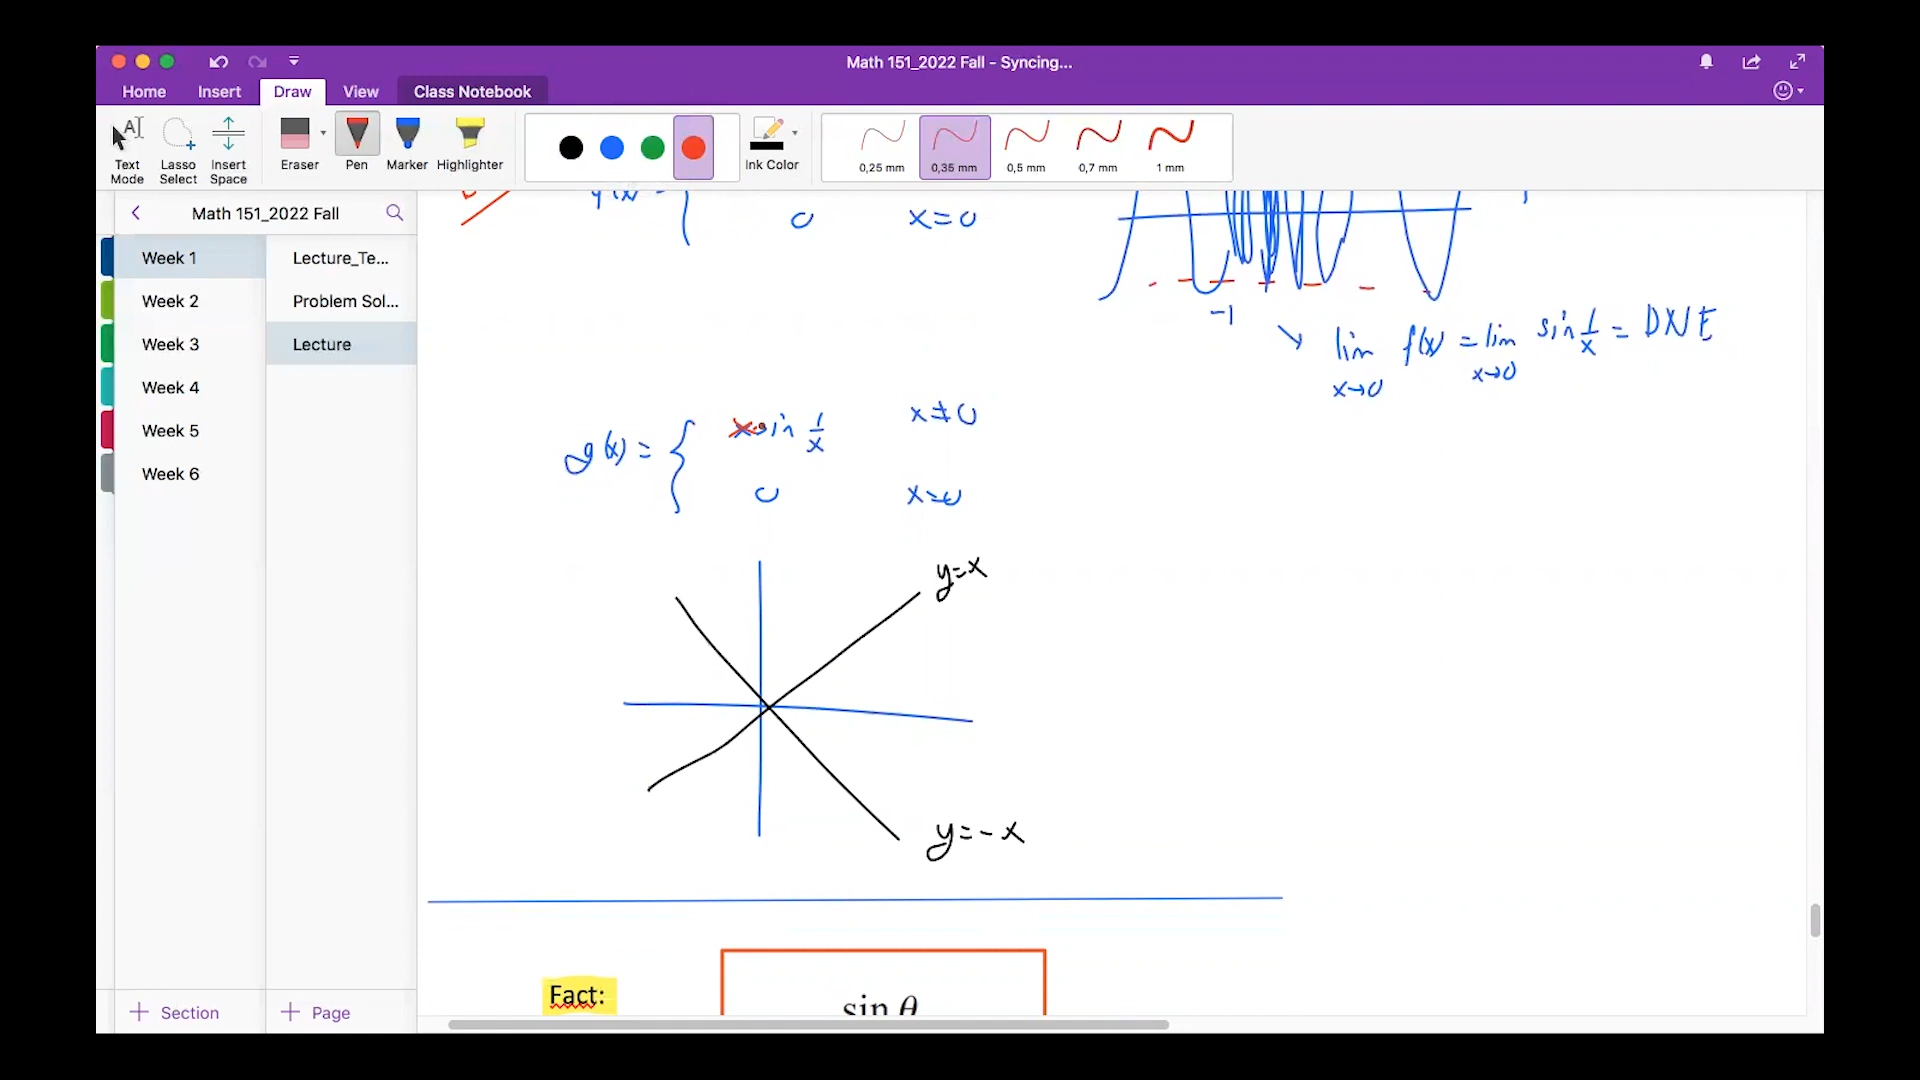 Math 151_2022 Fall - Syncing...
Home Insert Draw View Class Notebook
Text Mode
Lasso Select
Insert Space
Eraser
Pen
Marker
Highlighter
Ink Color
0,25 mm
0,35 mm
0,5 mm
0,7 mm
1 mm
Math 151_2022 Fall
Week 1
Week 2
Week 3
Week 4
Week 5
Week 6
Lecture_Te...
Problem Sol...
Lecture
+ Section
+ Page
0 x=0
-1
lim x→0 f(x) = lim x→0 sin 1/x = DNE
g(x) = { x sin 1/x x≠0
0 x=0
y=x
y=-x
Fact:
sin θ